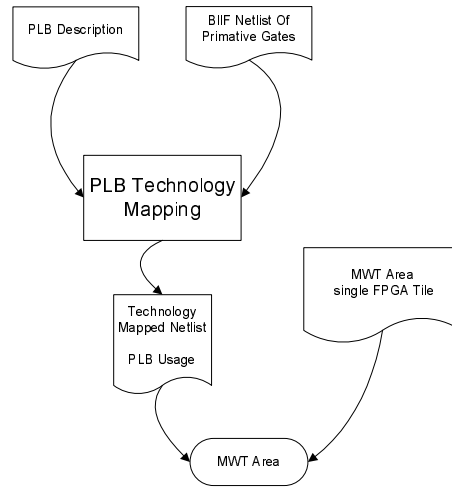 PLB Description
BlIF Netlist Of
Primative Gates
PLB Technology
Mapping
MWT Area
single FPGA Tile
Technology
Mapped Netlist
PLB Usage
MWT Area